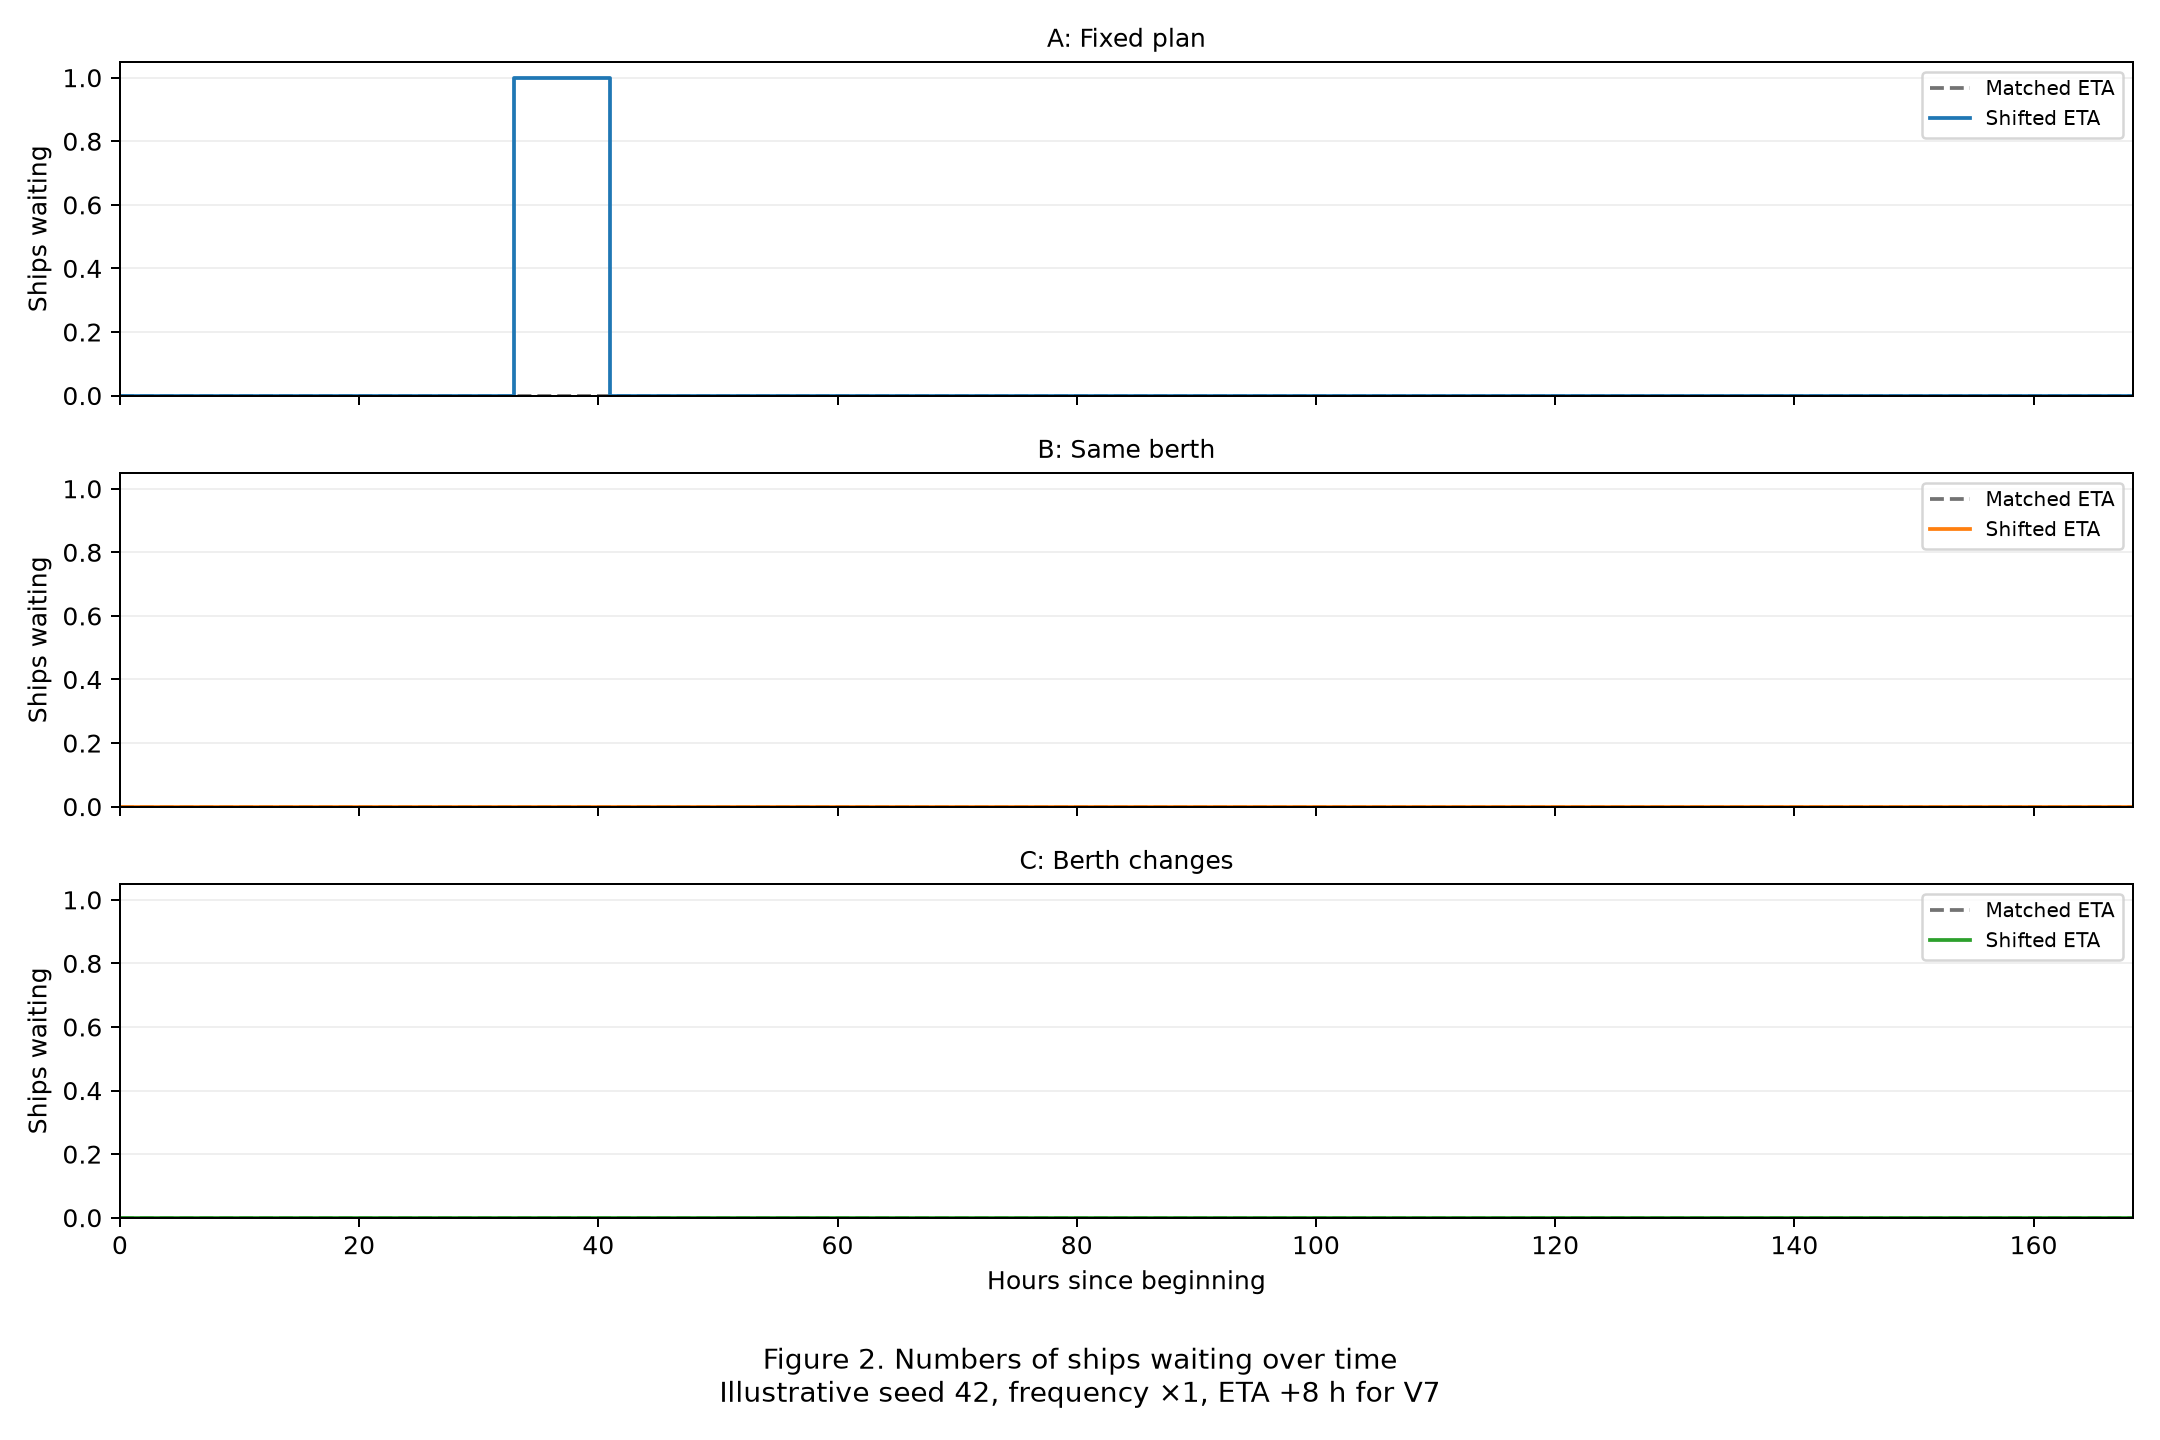 A: Fixed plan
Ships waiting
1.0
0.8
0.6
0.4
0.2
0.0
Matched ETA
Shifted ETA
B: Same berth
Ships waiting
1.0
0.8
0.6
0.4
0.2
0.0
Matched ETA
Shifted ETA
C: Berth changes
Ships waiting
1.0
0.8
0.6
0.4
0.2
0.0
Matched ETA
Shifted ETA
0 20 40 60 80 100 120 140 160
Hours since beginning
Figure 2. Numbers of ships waiting over time
Illustrative seed 42, frequency ×1, ETA +8 h for V7